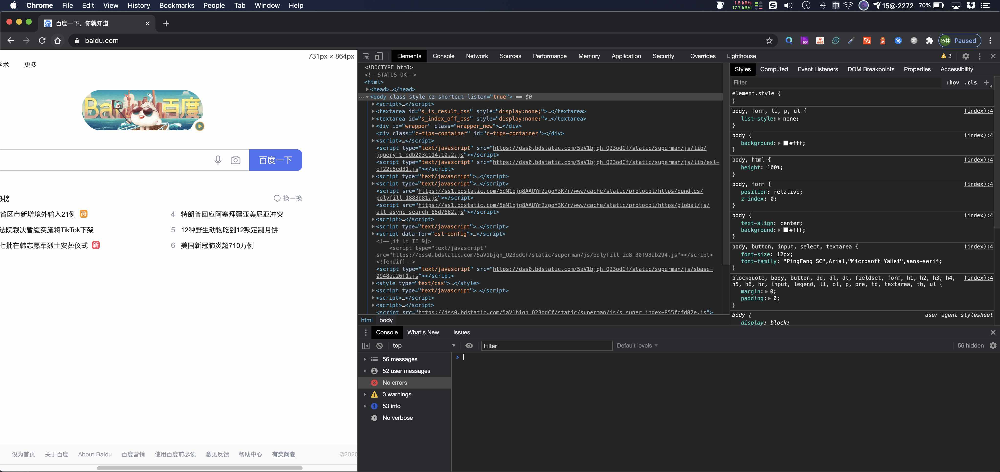 Chrome File Edit View History Bookmarks People Tab Window Help
1.8 kB/s
17.7 kB/s
中
15@·2272 70%
百度一下，你就知道
baidu.com
RP
伍林 Paused
731px × 864px
学术 更多
Bai 百度
百度一下
热榜
换一换
省区市新增境外输入21例 热
4 特朗普回应阿塞拜疆亚美尼亚冲突
法院裁决暂缓实施将TikTok下架
5 12种野生动物吃到12款定制月饼
七批在韩志愿军烈士安葬仪式 新
6 美国新冠肺炎超710万例
设为首页 关于百度 About Baidu 百度营销 使用百度前必读 意见反馈 帮助中心 有奖问卷 ©2020
Elements Console Network Sources Performance Memory Application Security Overrides Lighthouse
3
<!DOCTYPE html>
<!--STATUS OK-->
<html>
<head>…</head>
<body class style cz-shortcut-listen="true"> == $0
<script>…</script>
<textarea id="s_is_result_css" style="display:none;">…</textarea>
<textarea id="s_index_off_css" style="display:none;">…</textarea>
<div id="wrapper" class="wrapper_new">…</div>
<div class="c-tips-container" id="c-tips-container"></div>
<script>…</script>
<script type="text/javascript" src="https://dss0.bdstatic.com/5aV1bjqh_Q23odCf/static/superman/js/lib/
jquery-1-edb203c114.10.2.js"></script>
<script type="text/javascript" src="https://dss0.bdstatic.com/5aV1bjqh_Q23odCf/static/superman/js/lib/esl-
ef22c5ed31.js"></script>
<script type="text/javascript">…</script>
<script type="text/javascript">…</script>
<script src="https://ss1.bdstatic.com/5eN1bjq8AAUYm2zgoY3K/r/www/cache/static/protocol/https/bundles/
polyfill_1883b81.js"></script>
<script src="https://ss1.bdstatic.com/5eN1bjq8AAUYm2zgoY3K/r/www/cache/static/protocol/https/global/js/
all_async_search_65d7682.js"></script>
<script>…</script>
<script type="text/javascript">…</script>
<script data-for="esl-config">…</script>
<!--[if lt IE 9]>
<script type="text/javascript"
src="https://dss0.bdstatic.com/5aV1bjqh_Q23odCf/static/superman/js/polyfill-ie8-30f98ab294.js"></script>
<![endif]-->
<script type="text/javascript" src="https://dss0.bdstatic.com/5aV1bjqh_Q23odCf/static/superman/js/sbase-
0948aa26f1.js"></script>
<style type="text/css">…</style>
<script type="text/javascript">…</script>
<script>…</script>
<script>…</script>
<script src="https://dss0.bdstatic.com/5aV1bjqh_Q23odCf/static/superman/js/s_super_index-855fcfd82e.js">
html body
Styles Computed Event Listeners DOM Breakpoints Properties Accessibility
Filter :hov .cls
element.style {
}
body, form, li, p, ul { (index):4
list-style: none;
}
body { (index):4
background: #fff;
}
body, html { (index):4
height: 100%;
}
body, form { (index):4
position: relative;
z-index: 0;
}
body { (index):4
text-align: center;
background: #fff;
}
body, button, input, select, textarea { (index):4
font-size: 12px;
font-family: "PingFang SC",Arial,"Microsoft YaHei",sans-serif;
}
blockquote, body, button, dd, dl, dt, fieldset, form, h1, h2, h3, h4, (index):4
h5, h6, hr, input, legend, li, ol, p, pre, td, textarea, th, ul {
margin: 0;
padding: 0;
}
body { user agent stylesheet
display: block;
Console What's New Issues
top Filter Default levels 56 hidden
56 messages
52 user messages
No errors
3 warnings
53 info
No verbose